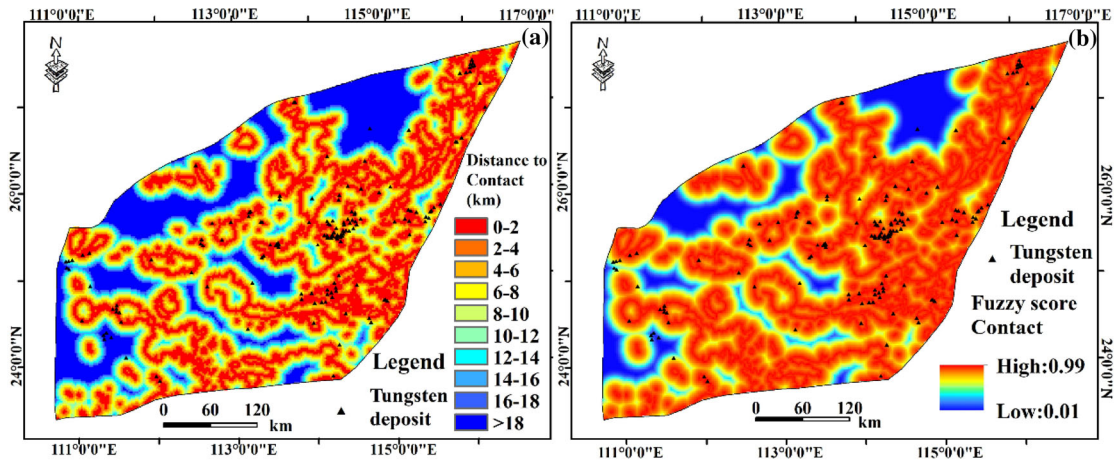 111°0'0"E 113°0'0"E 115°0'0"E 117°0'0"E
N
(a)
26°0'0"N
24°0'0"N
Distance to
Contact
(km)
0-2
2-4
4-6
6-8
8-10
10-12
12-14
14-16
16-18
>18
Legend
Tungsten
deposit
0 60 120
km
111°0'0"E 113°0'0"E 115°0'0"E
111°0'0"E 113°0'0"E 115°0'0"E 117°0'0"E
N
(b)
26°0'0"N
24°0'0"N
Legend
Tungsten
deposit
Fuzzy score
Contact
High:0.99
Low:0.01
0 60 120
km
111°0'0"E 113°0'0"E 115°0'0"E